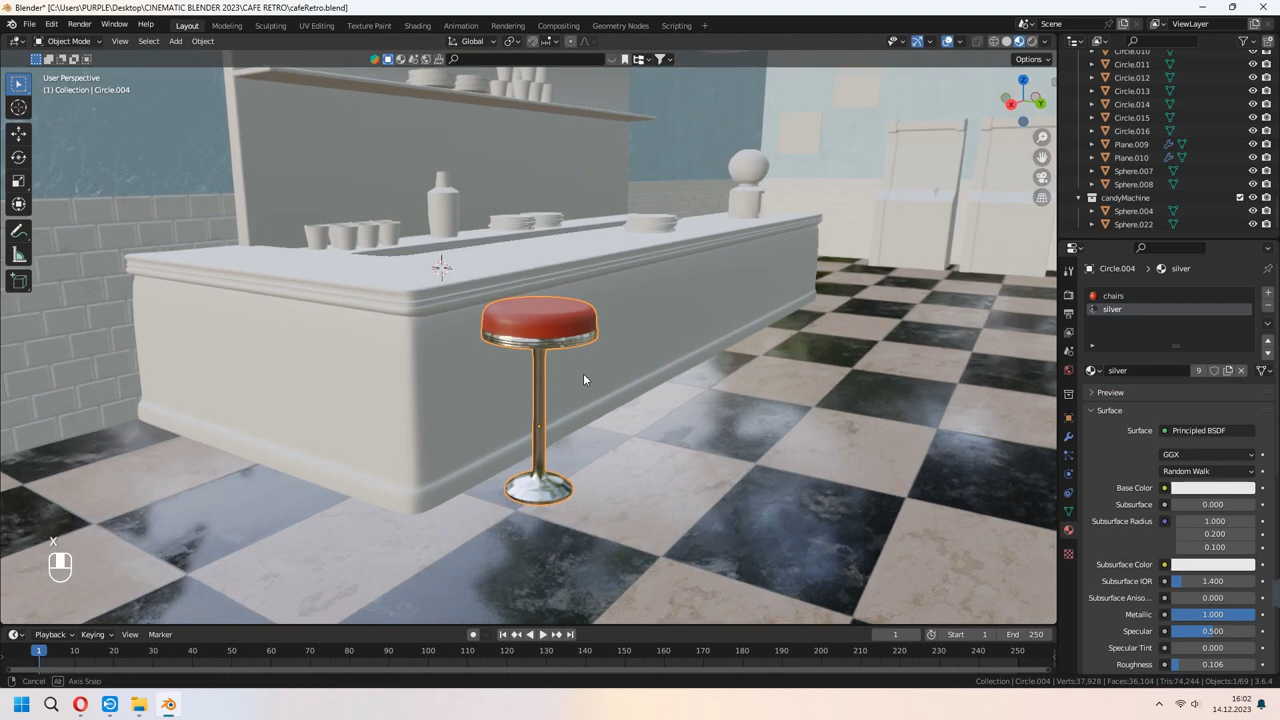 Blender* [C:\Users\PURPLE\Desktop\CINEMATIC BLENDER 2023\CAFE RETRO\cafeRetro.blend]
File Edit Render Window Help Layout Modeling Sculpting UV Editing Texture Paint Shading Animation Rendering Compositing Geometry Nodes Scripting + Scene ViewLayer
Object Mode View Select Add Object Global
Options
User Perspective
(1) Collection | Circle.004
Z
X
Y
Circle.010
Circle.011
Circle.012
Circle.013
Circle.014
Circle.015
Circle.016
Plane.009
Plane.010
Sphere.007
Sphere.008
candyMachine
Sphere.004
Sphere.022
Circle.004 > silver
chairs
silver
silver 9
Preview
Surface
Surface Principled BSDF
GGX
Random Walk
Base Color
Subsurface 0.000
Subsurface Radius 1.000
0.200
0.100
Subsurface Color
Subsurface IOR 1.400
Subsurface Aniso... 0.000
Metallic 1.000
Specular 0.500
Specular Tint 0.000
Roughness 0.106
X
Playback Keying View Marker 1 Start 1 End 250
1 10 20 30 40 50 60 70 80 90 100 110 120 130 140 150 160 170 180 190 200 210 220 230 240 250
Cancel Alt Axis Snap Collection | Circle.004 | Verts:37,928 | Faces:36,104 | Tris:74,244 | Objects:1/69 | 3.6.4
16:02
14.12.2023